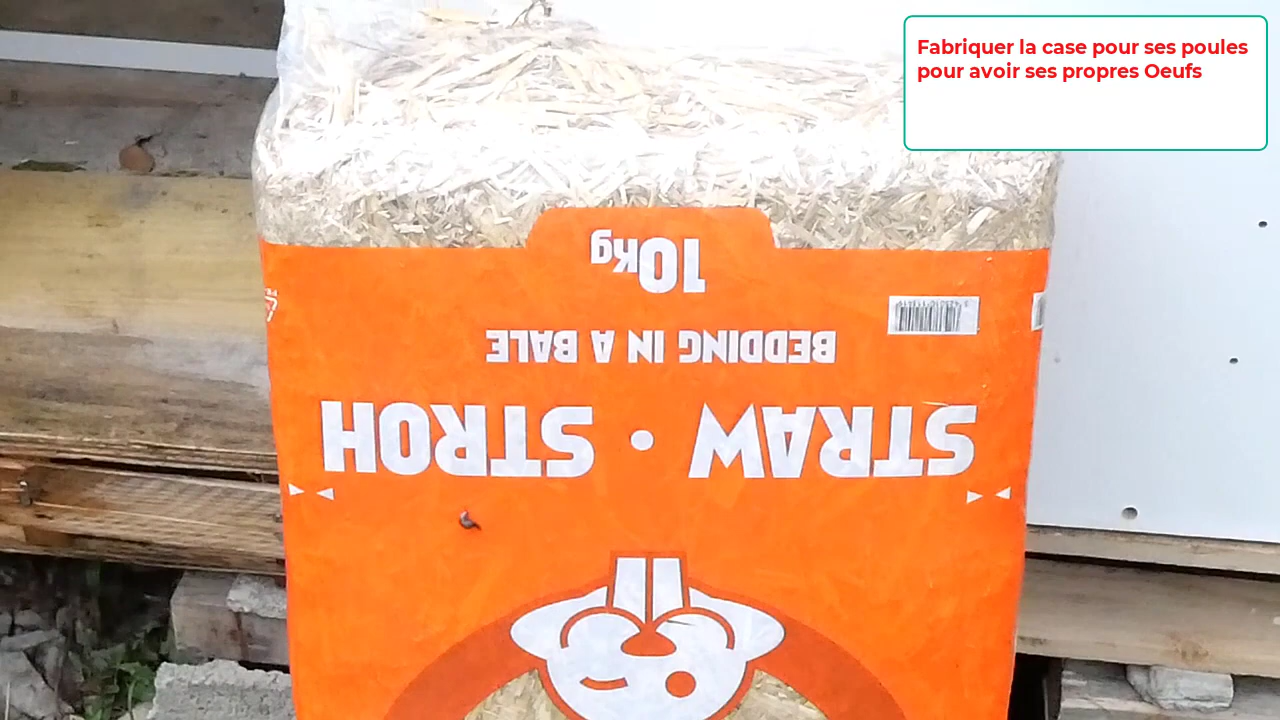 Fabriquer la case pour ses poules
pour avoir ses propres Oeufs
10kg
BEDDING IN A BALE
STRAW • STROH